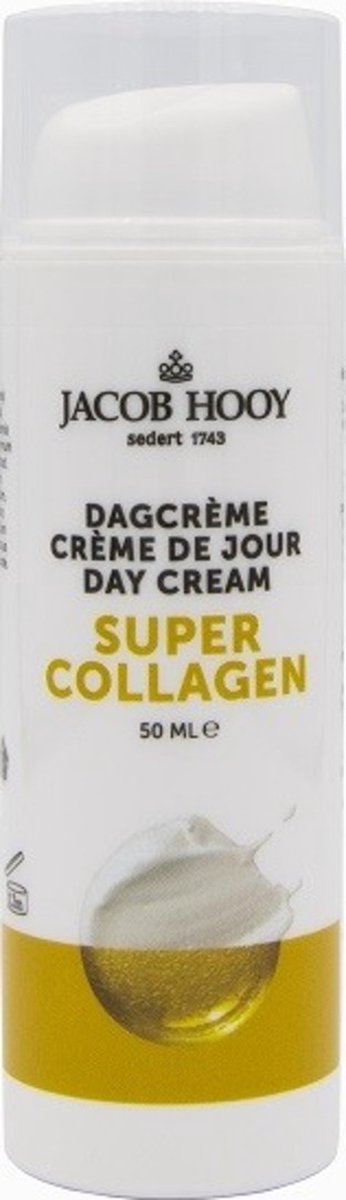 JACOB HOOY
sedert 1743
DAGCRÈME
CRÈME DE JOUR
DAY CREAM
SUPER
COLLAGEN
50 ML e